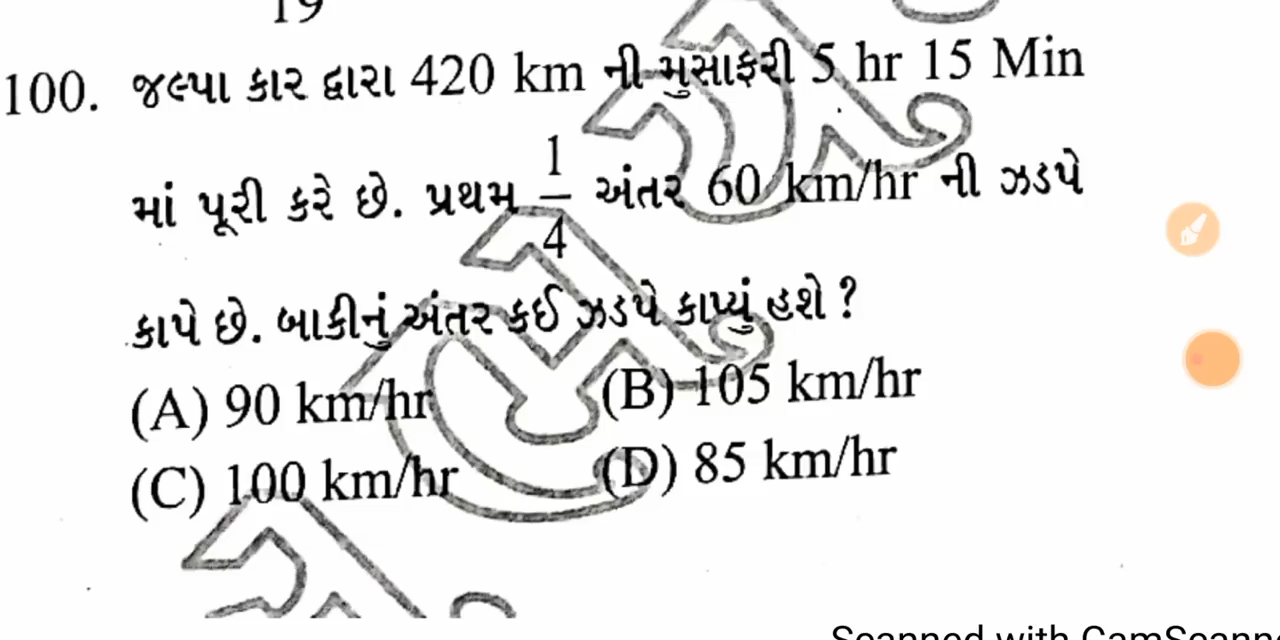 19
100. જલ્પા કાર દ્વારા 420 km ની મુસાફરી 5 hr 15 Min
માં પૂરી કરે છે. પ્રથમ 1/4 અંતર 60 km/hr ની ઝડપે
કાપે છે. બાકીનું અંતર કઈ ઝડપે કાપ્યું હશે ?
(A) 90 km/hr (B) 105 km/hr
(C) 100 km/hr (D) 85 km/hr
Scanned with CamScanne